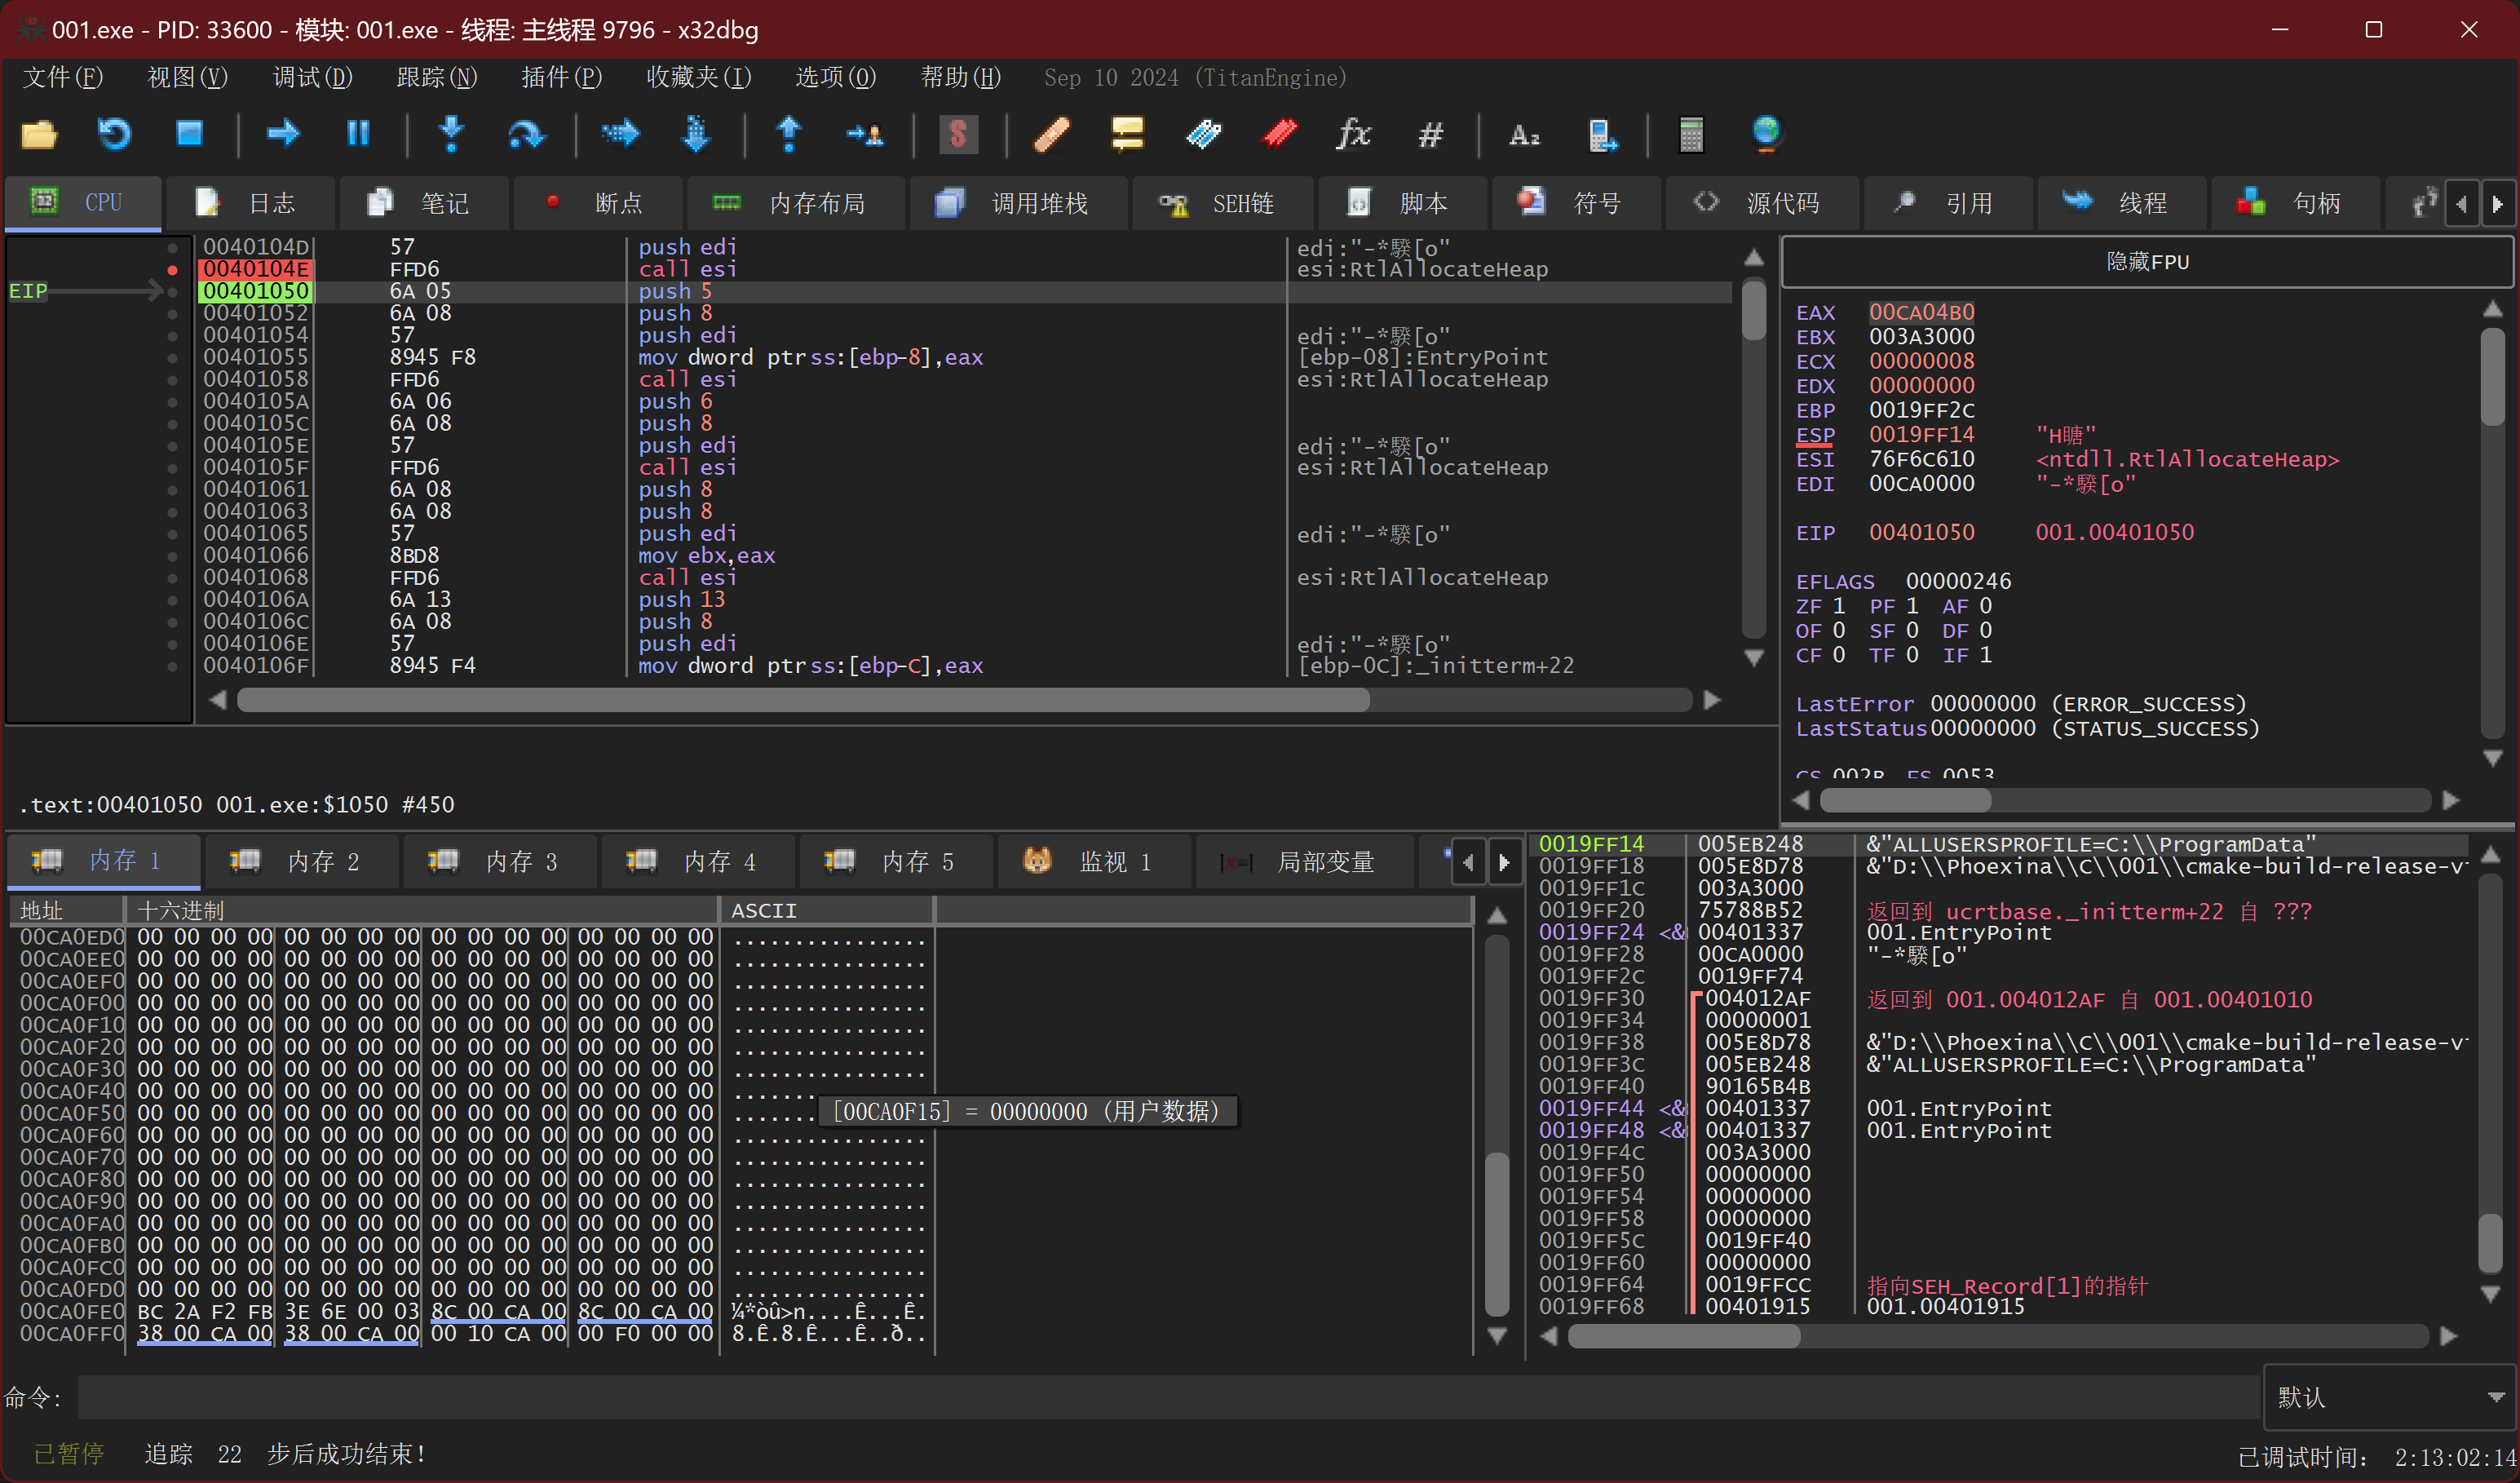 001.exe - PID: 33600 - 模块: 001.exe - 线程: 主线程 9796 - x32dbg
文件(F) 视图(V) 调试(D) 跟踪(N) 插件(P) 收藏夹(I) 选项(O) 帮助(H) Sep 10 2024 (TitanEngine)
CPU 日志 笔记 断点 内存布局 调用堆栈 SEH链 脚本 符号 源代码 引用 线程 句柄
0040104D 57 push edi edi:"-*騤[o"
0040104E FFD6 call esi esi:RtlAllocateHeap
EIP 00401050 6A 05 push 5
00401052 6A 08 push 8
00401054 57 push edi edi:"-*騤[o"
00401055 8945 F8 mov dword ptr ss:[ebp-8],eax [ebp-08]:EntryPoint
00401058 FFD6 call esi esi:RtlAllocateHeap
0040105A 6A 06 push 6
0040105C 6A 08 push 8
0040105E 57 push edi edi:"-*騤[o"
0040105F FFD6 call esi esi:RtlAllocateHeap
00401061 6A 08 push 8
00401063 6A 08 push 8
00401065 57 push edi edi:"-*騤[o"
00401066 8BD8 mov ebx,eax
00401068 FFD6 call esi esi:RtlAllocateHeap
0040106A 6A 13 push 13
0040106C 6A 08 push 8
0040106E 57 push edi edi:"-*騤[o"
0040106F 8945 F4 mov dword ptr ss:[ebp-C],eax [ebp-0C]:_initterm+22
.text:00401050 001.exe:$1050 #450
隐藏FPU
EAX 00CA04B0
EBX 003A3000
ECX 00000008
EDX 00000000
EBP 0019FF2C
ESP 0019FF14 "H瑭"
ESI 76F6C610 <ntdll.RtlAllocateHeap>
EDI 00CA0000 "-*騤[o"
EIP 00401050 001.00401050
EFLAGS 00000246
ZF 1 PF 1 AF 0
OF 0 SF 0 DF 0
CF 0 TF 0 IF 1
LastError 00000000 (ERROR_SUCCESS)
LastStatus 00000000 (STATUS_SUCCESS)
CS 002B FS 0053
内存 1 内存 2 内存 3 内存 4 内存 5 监视 1 [x=] 局部变量
地址 十六进制 ASCII
00CA0ED0 00 00 00 00 00 00 00 00 00 00 00 00 00 00 00 00 ................
00CA0EE0 00 00 00 00 00 00 00 00 00 00 00 00 00 00 00 00 ................
00CA0EF0 00 00 00 00 00 00 00 00 00 00 00 00 00 00 00 00 ................
00CA0F00 00 00 00 00 00 00 00 00 00 00 00 00 00 00 00 00 ................
00CA0F10 00 00 00 00 00 00 00 00 00 00 00 00 00 00 00 00 ................
00CA0F20 00 00 00 00 00 00 00 00 00 00 00 00 00 00 00 00 ................
00CA0F30 00 00 00 00 00 00 00 00 00 00 00 00 00 00 00 00 ................
00CA0F40 00 00 00 00 00 00 00 00 00 00 00 00 00 00 00 00 .......
00CA0F50 00 00 00 00 00 00 00 00 00 00 00 00 00 00 00 00 .......
[00CA0F15] = 00000000 (用户数据)
00CA0F60 00 00 00 00 00 00 00 00 00 00 00 00 00 00 00 00 ................
00CA0F70 00 00 00 00 00 00 00 00 00 00 00 00 00 00 00 00 ................
00CA0F80 00 00 00 00 00 00 00 00 00 00 00 00 00 00 00 00 ................
00CA0F90 00 00 00 00 00 00 00 00 00 00 00 00 00 00 00 00 ................
00CA0FA0 00 00 00 00 00 00 00 00 00 00 00 00 00 00 00 00 ................
00CA0FB0 00 00 00 00 00 00 00 00 00 00 00 00 00 00 00 00 ................
00CA0FC0 00 00 00 00 00 00 00 00 00 00 00 00 00 00 00 00 ................
00CA0FD0 00 00 00 00 00 00 00 00 00 00 00 00 00 00 00 00 ................
00CA0FE0 BC 2A F2 FB 3E 6E 00 03 8C 00 CA 00 8C 00 CA 00 ¼*òû>n....Ê...Ê.
00CA0FF0 38 00 CA 00 38 00 CA 00 00 10 CA 00 00 F0 00 00 8.Ê.8.Ê...Ê..ð..
0019FF14 005EB248 &"ALLUSERSPROFILE=C:\\ProgramData"
0019FF18 005E8D78 &"D:\\Phoexina\\C\\001\\cmake-build-release-v
0019FF1C 003A3000
0019FF20 75788B52 返回到 ucrtbase._initterm+22 自 ???
0019FF24 <& 00401337 001.EntryPoint
0019FF28 00CA0000 "-*騤[o"
0019FF2C 0019FF74
0019FF30 004012AF 返回到 001.004012AF 自 001.00401010
0019FF34 00000001
0019FF38 005E8D78 &"D:\\Phoexina\\C\\001\\cmake-build-release-v
0019FF3C 005EB248 &"ALLUSERSPROFILE=C:\\ProgramData"
0019FF40 90165B4B
0019FF44 <& 00401337 001.EntryPoint
0019FF48 <& 00401337 001.EntryPoint
0019FF4C 003A3000
0019FF50 00000000
0019FF54 00000000
0019FF58 00000000
0019FF5C 0019FF40
0019FF60 00000000
0019FF64 0019FFCC 指向SEH_Record[1]的指针
0019FF68 00401915 001.00401915
命令: 默认
已暂停 追踪 22 步后成功结束! 已调试时间: 2:13:02:14